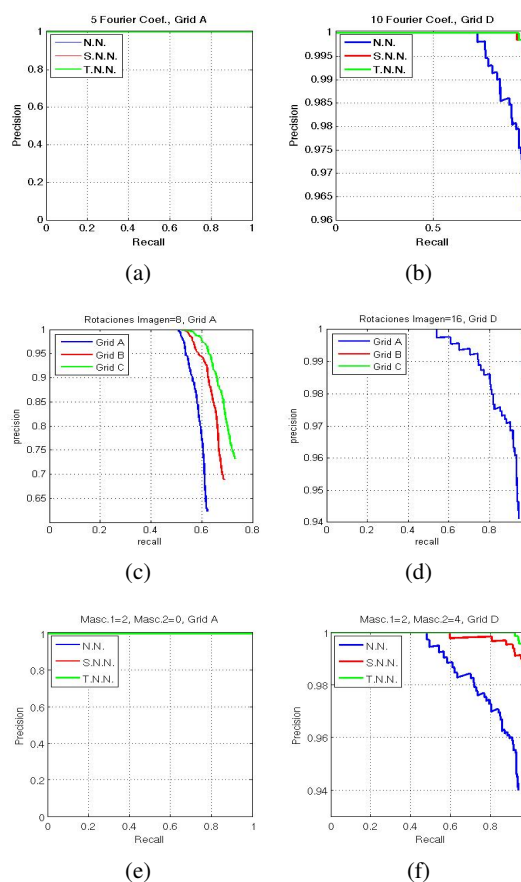 5 Fourier Coef., Grid A
1
0.8
0.6
0.4
0.2
0
0
0.2
0.4
0.6
0.8
1
Precision
Recall
N.N.
S.N.N.
T.N.N.
(a)
10 Fourier Coef., Grid D
1
0.995
0.99
0.985
0.98
0.975
0.97
0.965
0.96
0
0.5
Precision
Recall
N.N.
S.N.N.
T.N.N.
(b)
Rotaciones Imagen=8, Grid A
1
0.95
0.9
0.85
0.8
0.75
0.7
0.65
0
0.2
0.4
0.6
0.8
precision
recall
Grid A
Grid B
Grid C
(c)
Rotaciones Imagen=16, Grid D
1
0.99
0.98
0.97
0.96
0.95
0.94
0
0.2
0.4
0.6
0.8
precision
recall
Grid A
Grid B
Grid C
(d)
Masc.1=2, Masc.2=0, Grid A
1
0.8
0.6
0.4
0.2
0
0
0.2
0.4
0.6
0.8
1
Precision
Recall
N.N.
S.N.N.
T.N.N.
(e)
Masc.1=2, Masc.2=4, Grid D
1
0.98
0.96
0.94
0
0.2
0.4
0.6
0.8
Precision
Recall
N.N.
S.N.N.
T.N.N.
(f)